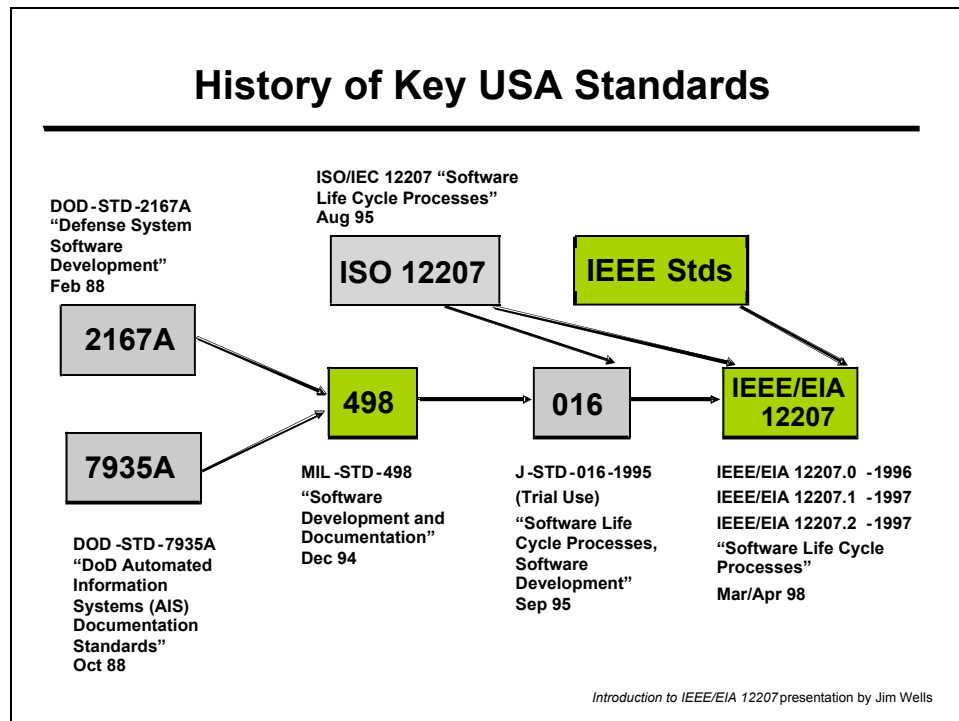 History of Key USA Standards
ISO/IEC 12207 “Software
Life Cycle Processes”
Aug 95
DOD-STD-2167A
“Defense System
Software
Development”
Feb 88
ISO 12207
IEEE Stds
2167A
498
016
IEEE/EIA
12207
7935A
MIL-STD-498
“Software
Development and
Documentation”
Dec 94
J-STD-016-1995
(Trial Use)
“Software Life
Cycle Processes,
Software
Development”
Sep 95
IEEE/EIA 12207.0 -1996
IEEE/EIA 12207.1 -1997
IEEE/EIA 12207.2 -1997
“Software Life Cycle
Processes”
Mar/Apr 98
DOD-STD-7935A
“DoD Automated
Information
Systems (AIS)
Documentation
Standards”
Oct 88
Introduction to IEEE/EIA 12207 presentation by Jim Wells